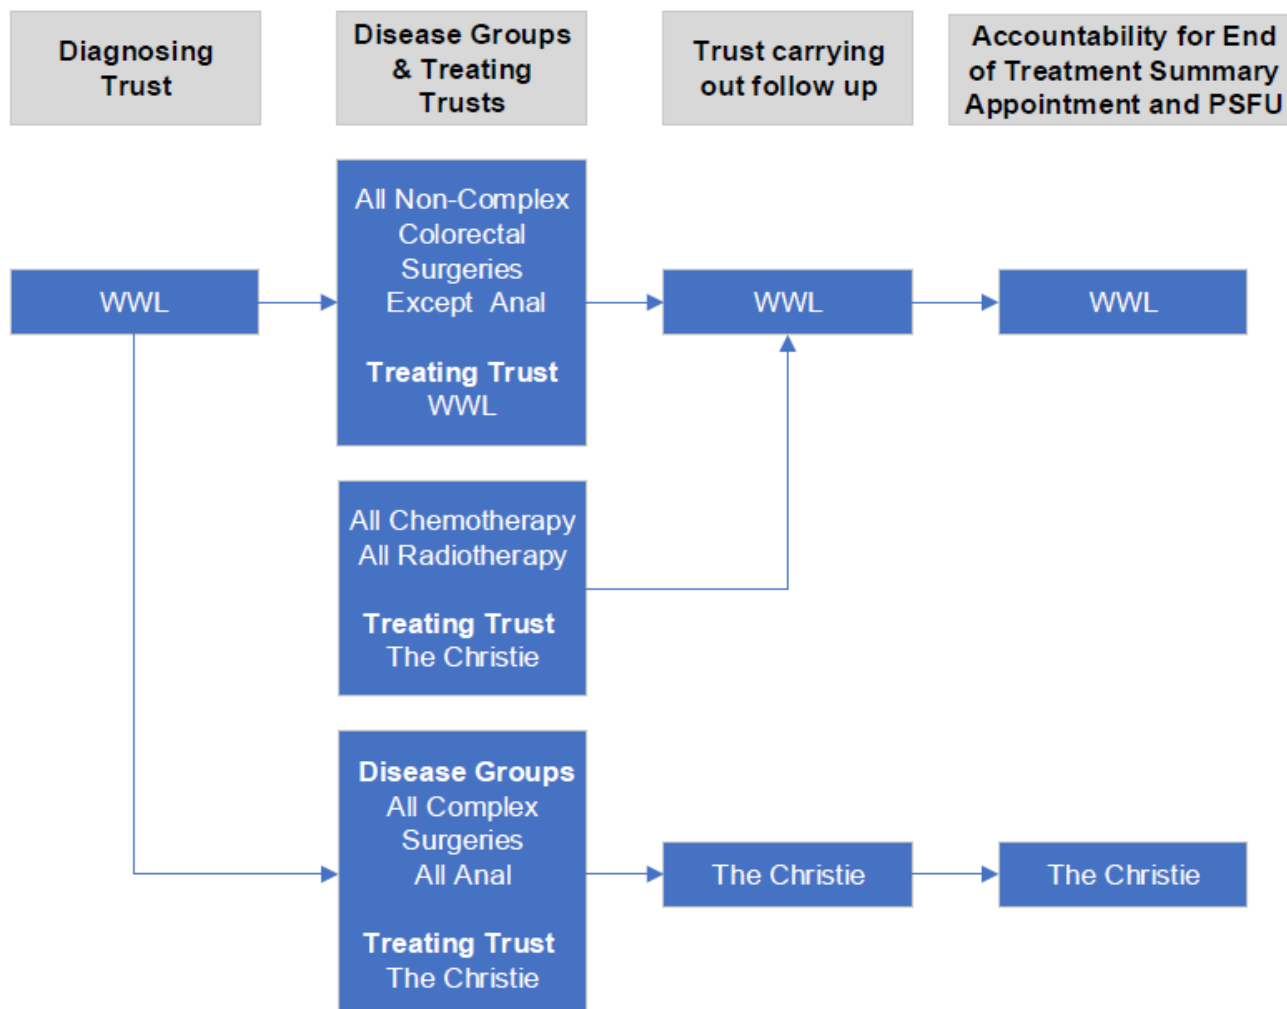 Diagnosing
Trust
Disease Groups
& Treating
Trusts
Trust carrying
out follow up
Accountability for End
of Treatment Summary
Appointment and PSFU
WWL
All Non-Complex
Colorectal
Surgeries
Except Anal
Treating Trust
WWL
WWL
WWL
All Chemotherapy
All Radiotherapy
Treating Trust
The Christie
Disease Groups
All Complex
Surgeries
All Anal
Treating Trust
The Christie
The Christie
The Christie